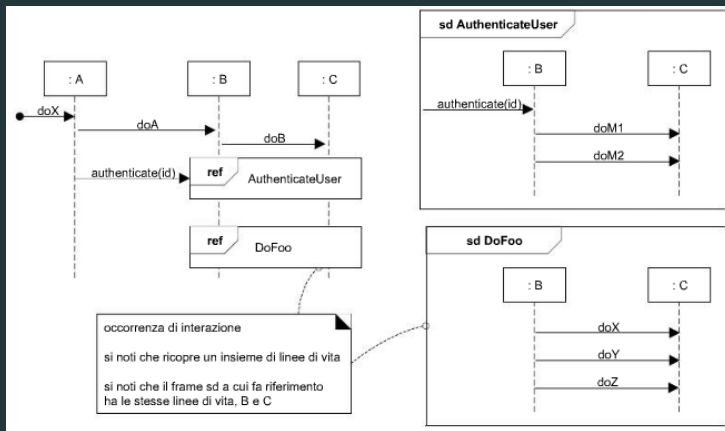 : A
: B
: C
doX
doA
doB
authenticate(id)
ref
AuthenticateUser
ref
DoFoo
occorrenza di interazione
si noti che ricopre un insieme di linee di vita
si noti che il frame sd a cui fa riferimento
ha le stesse linee di vita, B e C
sd AuthenticateUser
: B
: C
authenticate(id)
doM1
doM2
sd DoFoo
: B
: C
doX
doY
doZ